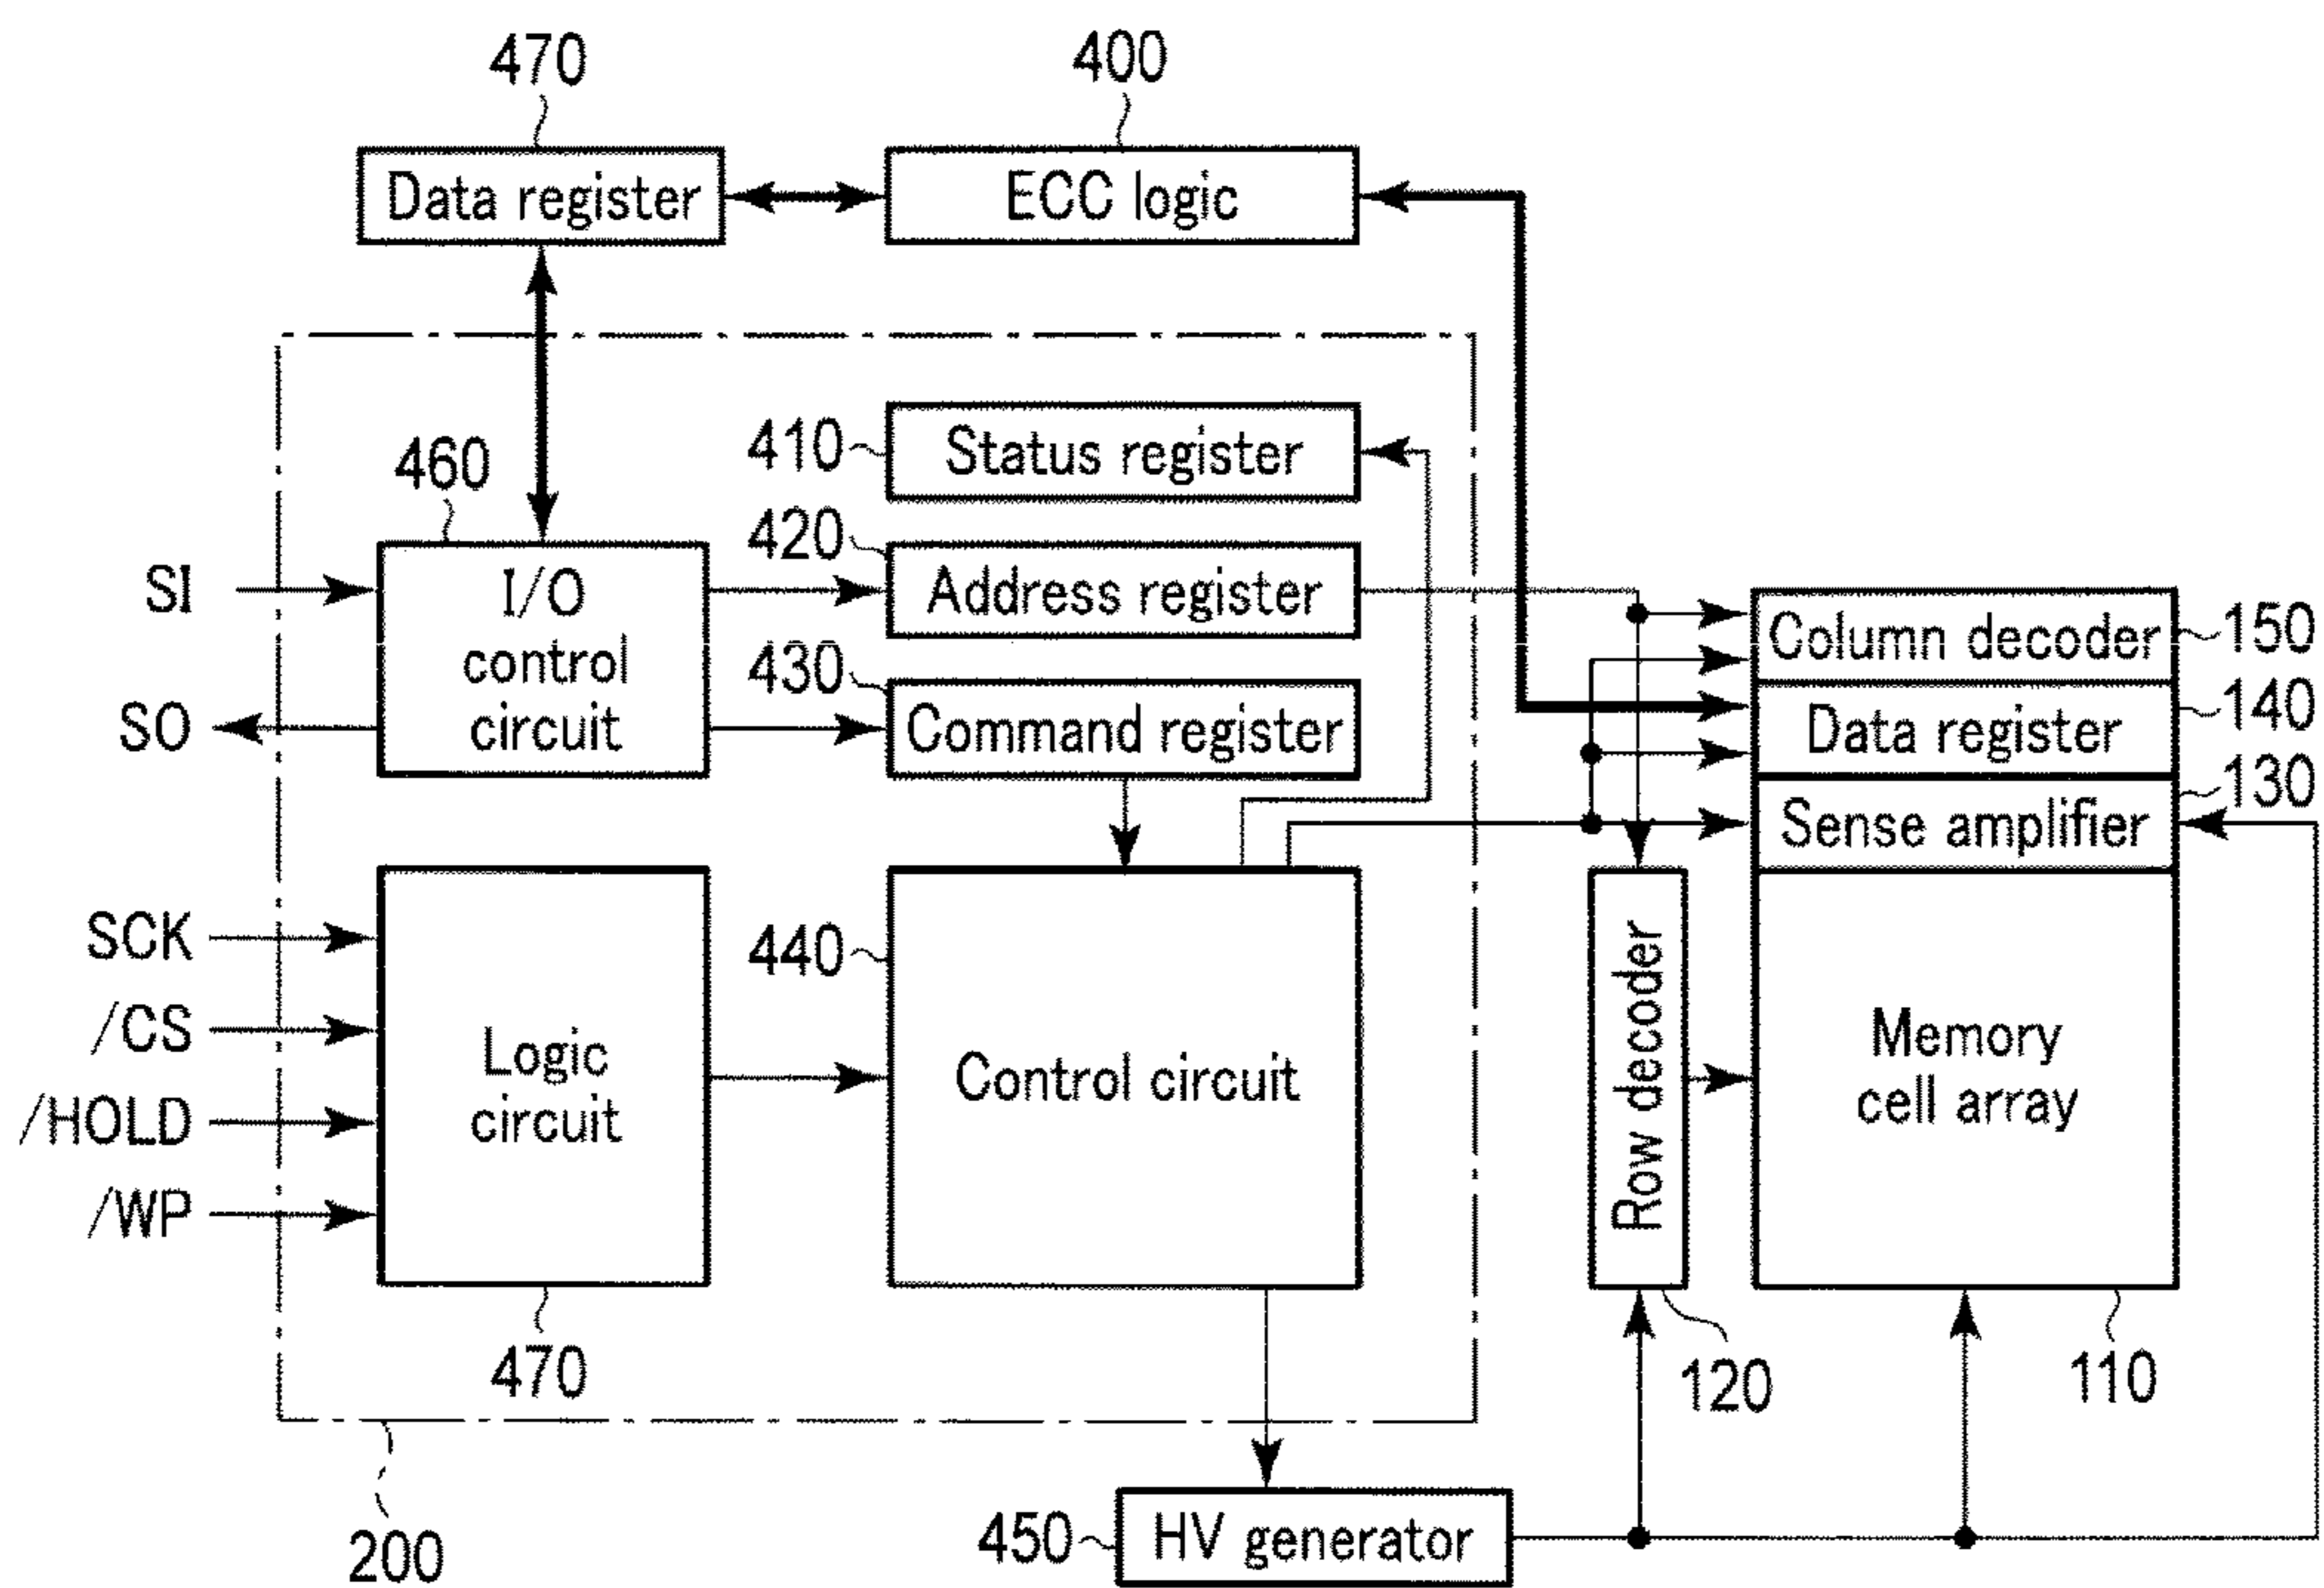 470
400
Data register
ECC logic
410
Status register
460
420
SI
I/O
control
circuit
Address register
430
Column decoder
150
SO
Command register
Data register
140
Sense amplifier
130
SCK
/CS
/HOLD
/WP
Logic
circuit
440
Control circuit
Row decoder
Memory
cell array
470
120
110
200
450
HV generator